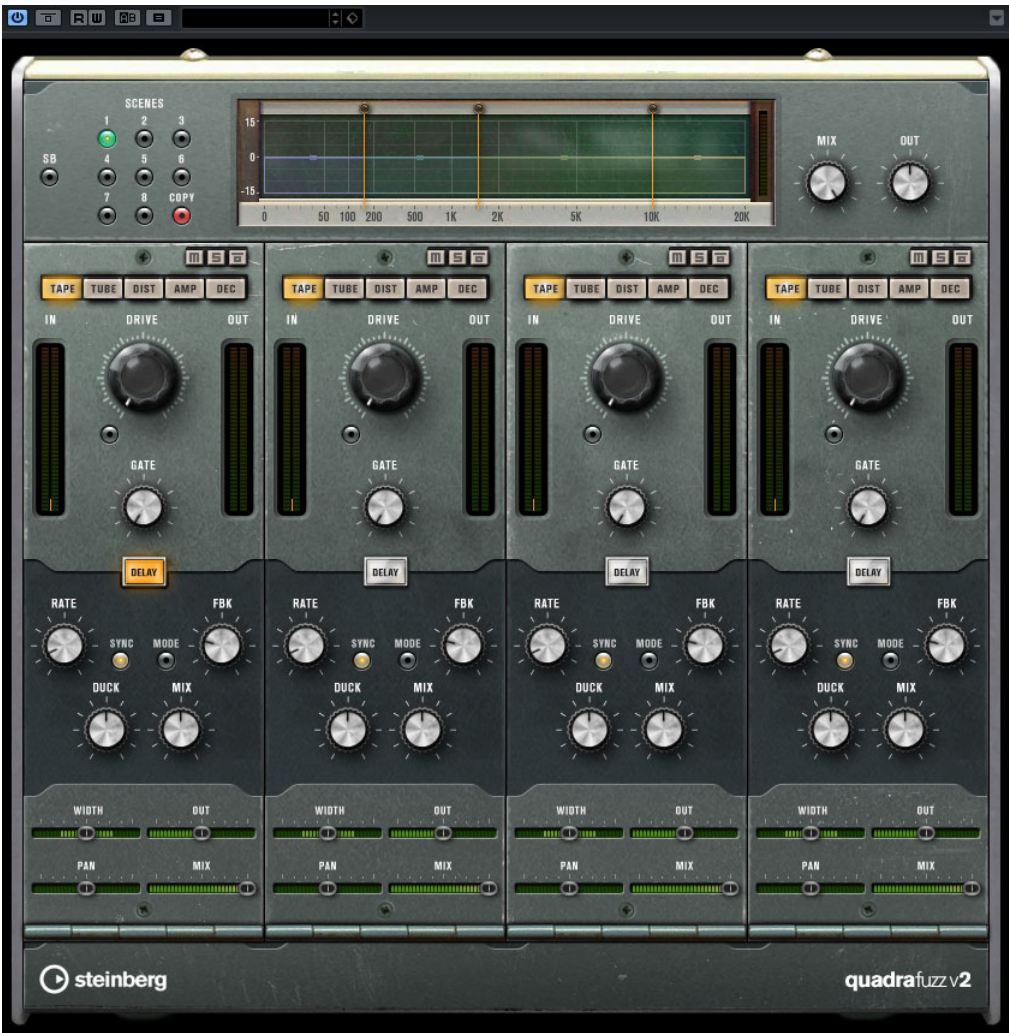 R W AB
SCENES
1 2 3
SB 4 5 6
7 8 COPY
15
0
-15
0 50 100 200 500 1K 2K 5K 10K 20K
MIX OUT
M S M S M S M S
TAPE TUBE DIST AMP DEC TAPE TUBE DIST AMP DEC TAPE TUBE DIST AMP DEC TAPE TUBE DIST AMP DEC
IN DRIVE OUT IN DRIVE OUT IN DRIVE OUT IN DRIVE OUT
GATE GATE GATE GATE
DELAY DELAY DELAY DELAY
RATE FBK RATE FBK RATE FBK RATE FBK
SYNC MODE SYNC MODE SYNC MODE SYNC MODE
DUCK MIX DUCK MIX DUCK MIX DUCK MIX
WIDTH OUT WIDTH OUT WIDTH OUT WIDTH OUT
PAN MIX PAN MIX PAN MIX PAN MIX
steinberg quadrafuzz v2